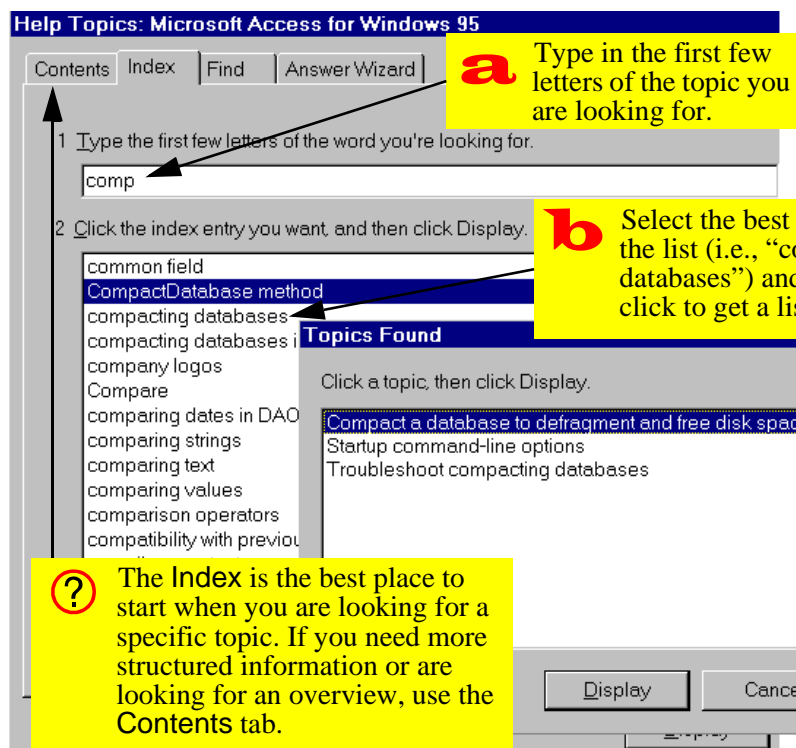 Help Topics: Microsoft Access for Windows 95
Contents Index Find Answer Wizard
a Type in the first few
letters of the topic you
are looking for.
1 Type the first few letters of the word you're looking for.
comp
2 Click the index entry you want, and then click Display.
b Select the best
the list (i.e.,
databases”) and
click to get a
common field
CompactDatabase method
compacting databases
compacting databases
company logos
Compare
comparing dates in DAO
comparing strings
comparing text
comparing values
comparison operators
compatibility with
Topics Found
Click a topic, then click Display.
Compact a database to defragment and free disk
Startup command-line options
Troubleshoot compacting databases
? The Index is the best place to
start when you are looking for a
specific topic. If you need more
structured information or are
looking for an overview, use the
Contents tab.
Display